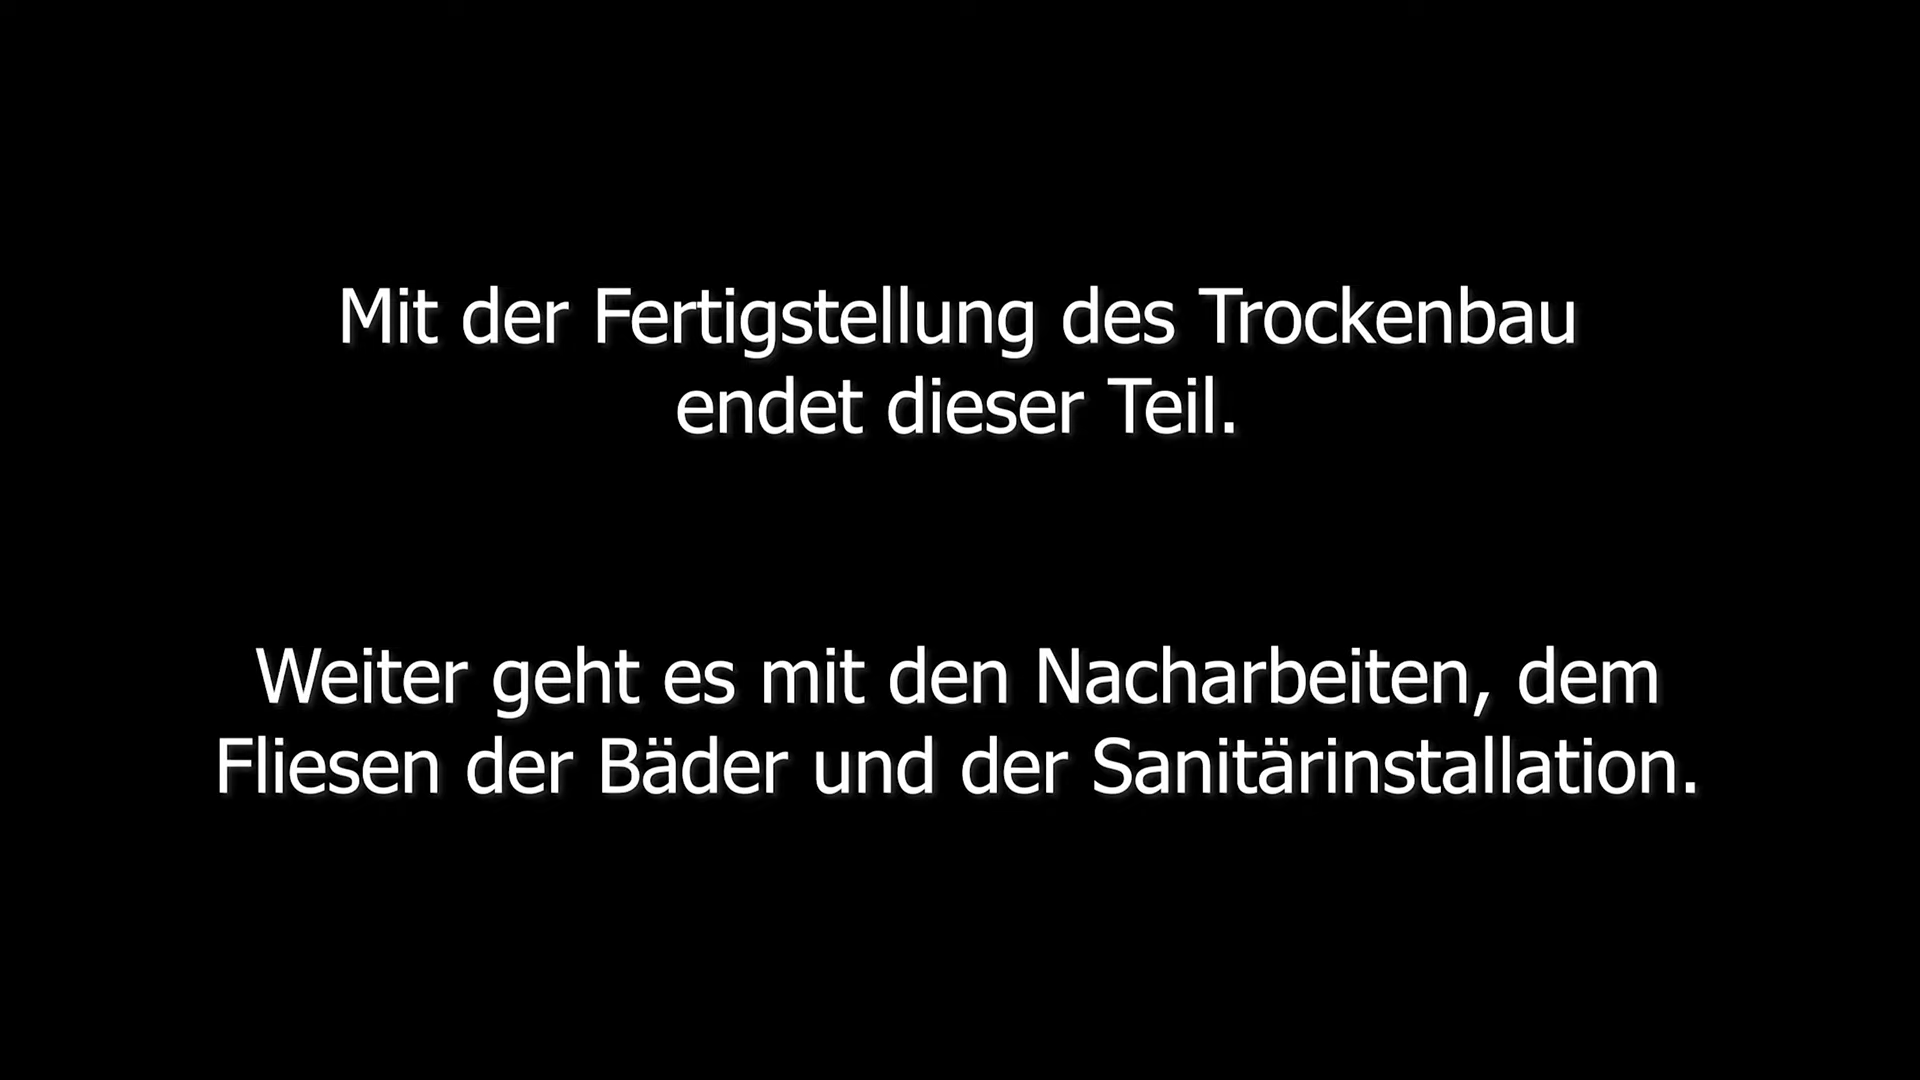 Mit der Fertigstellung des Trockenbau
endet dieser Teil.
Weiter geht es mit den Nacharbeiten, dem
Fliesen der Bäder und der Sanitärinstallation.